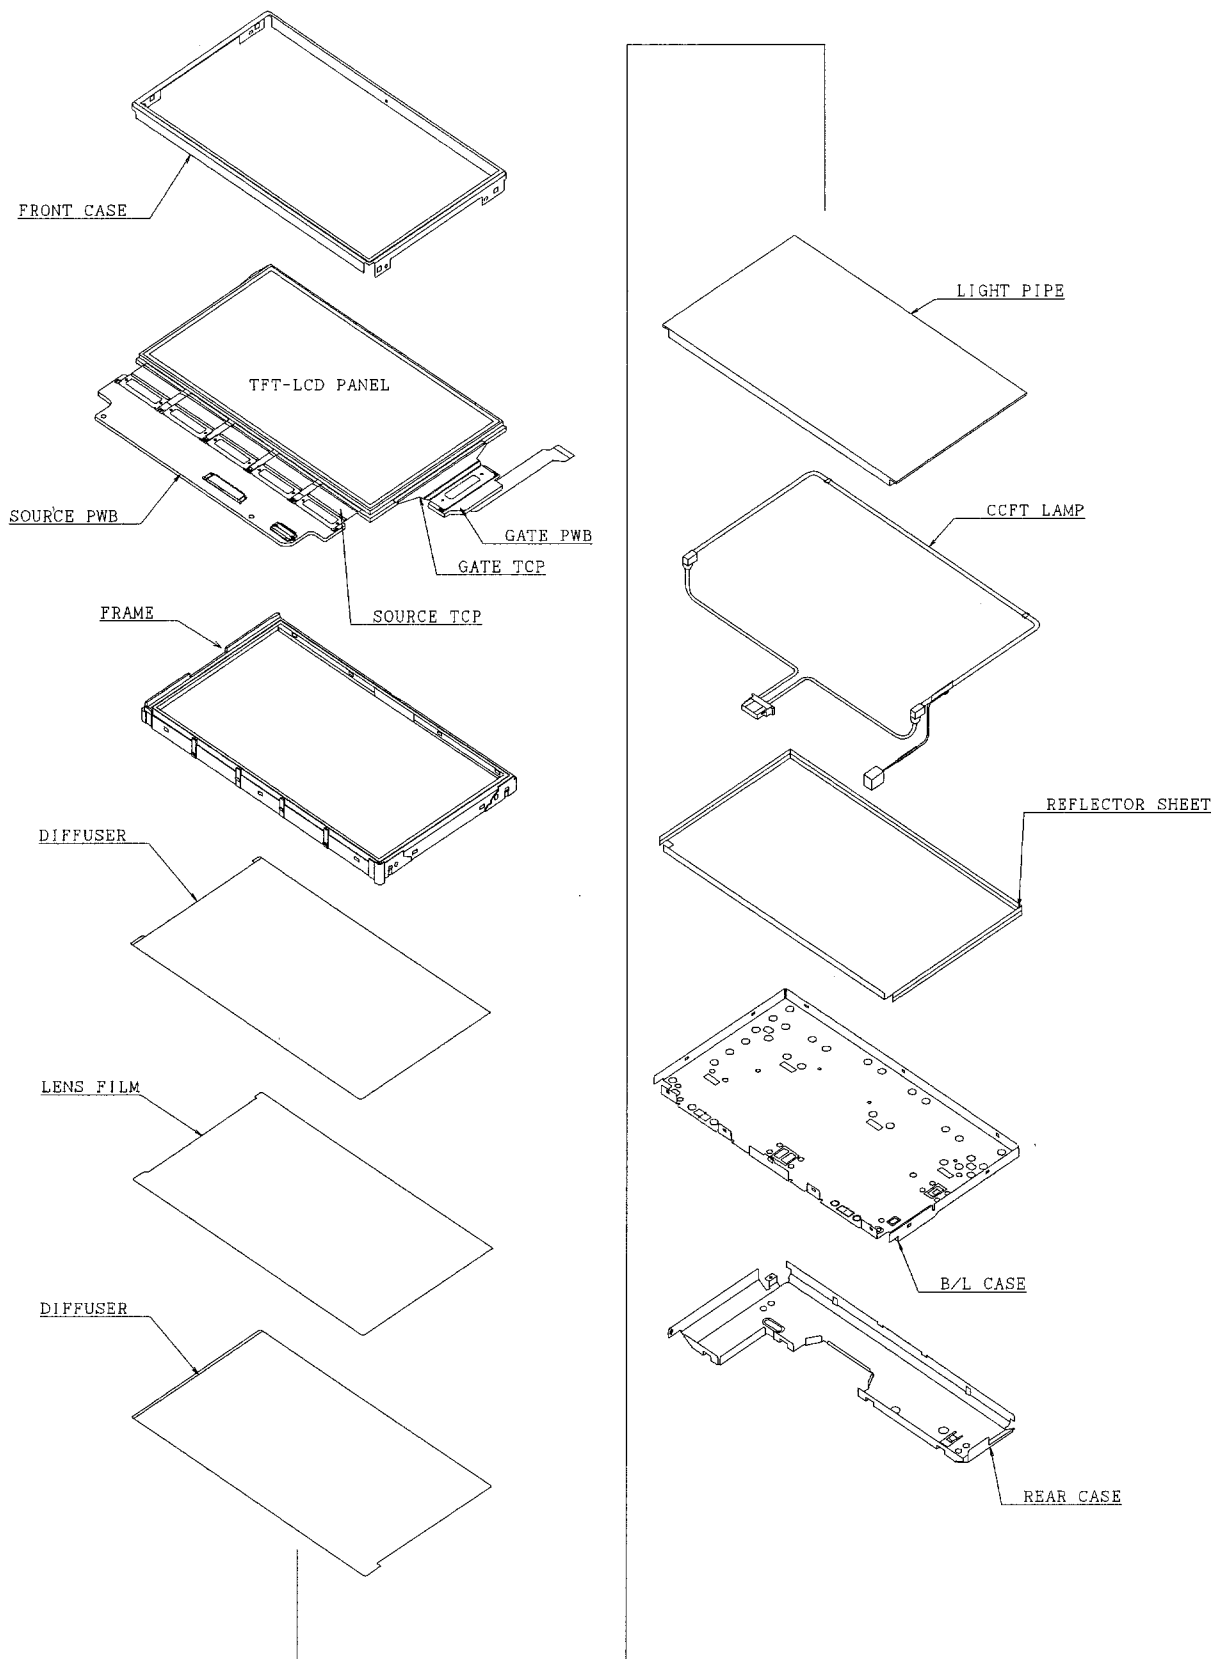 FRONT CASE
TFT-LCD PANEL
SOURCE PWB
GATE PWB
GATE TCP
SOURCE TCP
FRAME
DIFFUSER
LENS FILM
DIFFUSER
LIGHT PIPE
CCFT LAMP
REFLECTOR SHEET
B/L CASE
REAR CASE